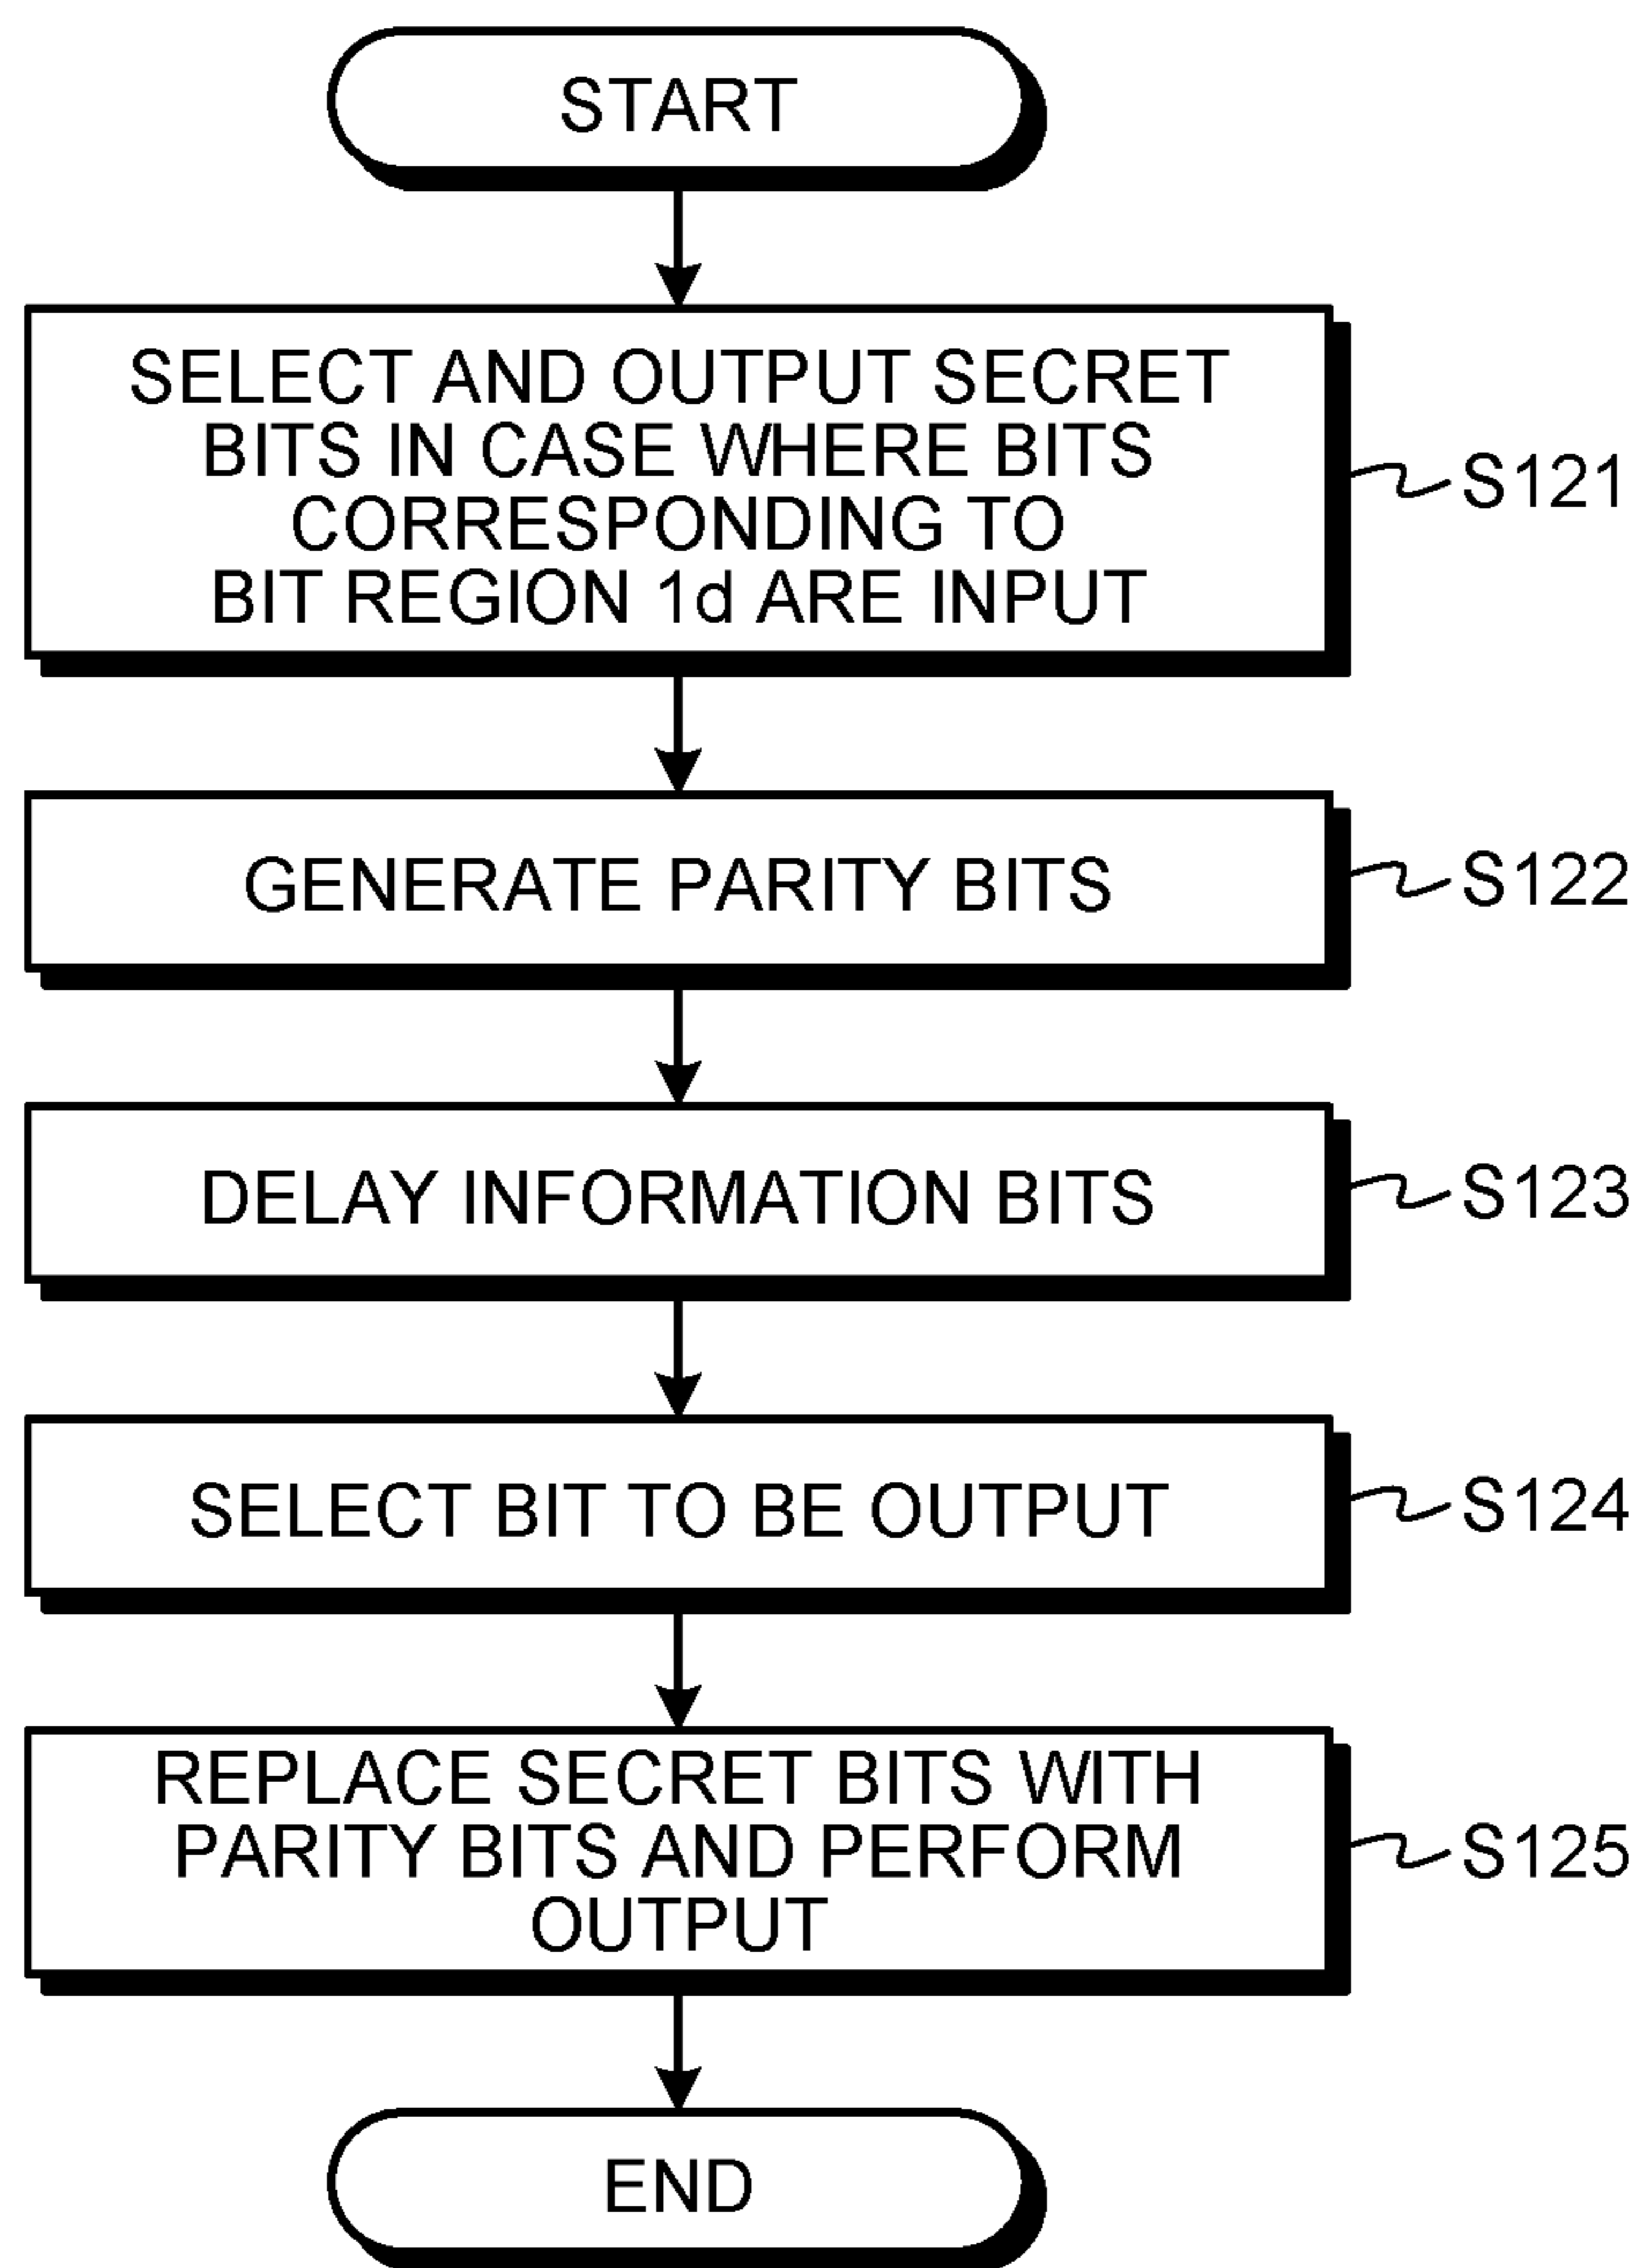 START
SELECT AND OUTPUT SECRET
BITS IN CASE WHERE BITS
CORRESPONDING TO
BIT REGION 1d ARE INPUT
S121
GENERATE PARITY BITS
S122
DELAY INFORMATION BITS
S123
SELECT BIT TO BE OUTPUT
S124
REPLACE SECRET BITS WITH
PARITY BITS AND PERFORM
OUTPUT
S125
END